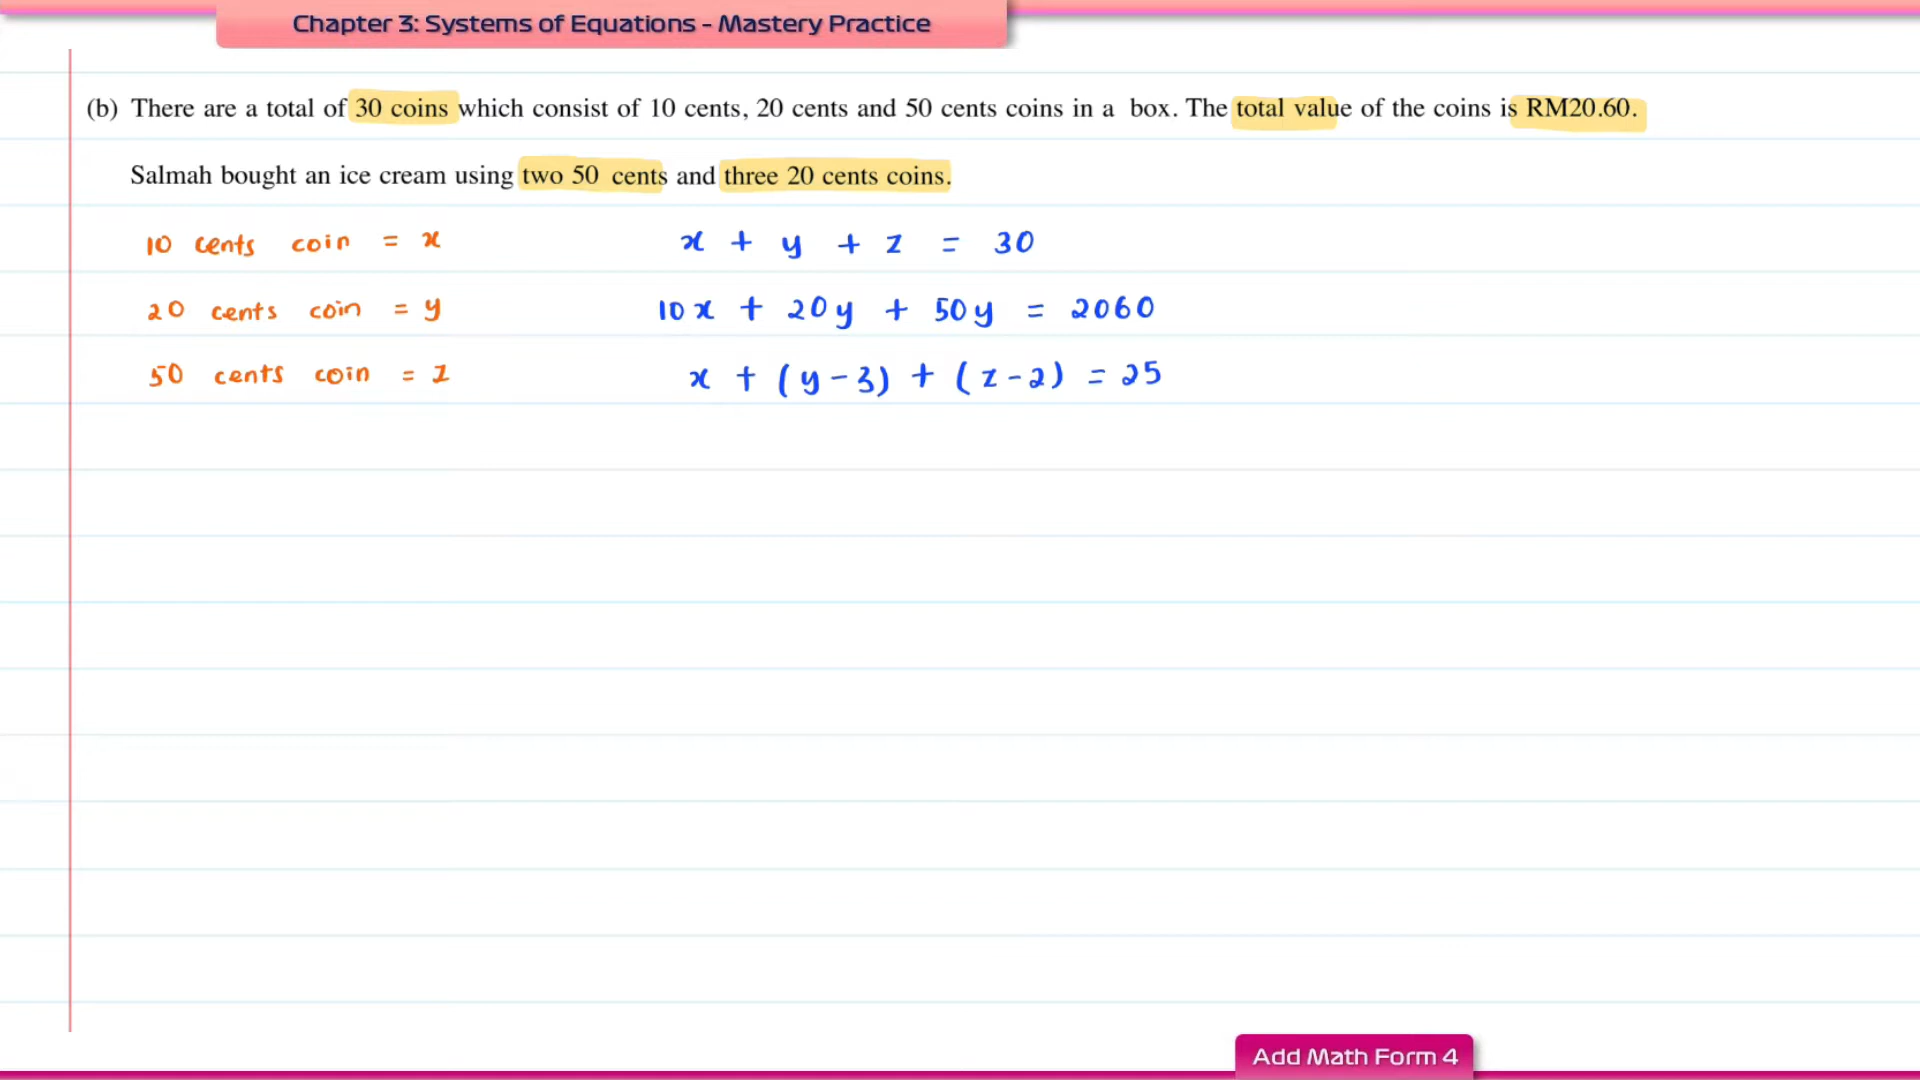 Chapter 3: Systems of Equations - Mastery Practice
(b) There are a total of 30 coins which consist of 10 cents, 20 cents and 50 cents coins in a box. The total value of the coins is RM20.60.
Salmah bought an ice cream using two 50 cents and three 20 cents coins.
10 cents coin = x
x + y + z = 30
20 cents coin = y
10x + 20y + 50y = 2060
50 cents coin = z
x + (y - 3) + (z - 2) = 25
Add Math Form 4